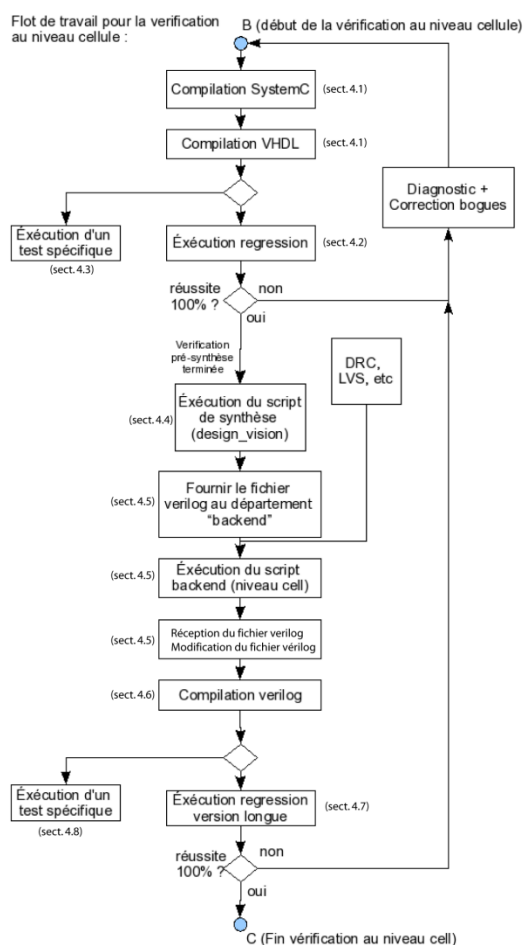 Flot de travail pour la verification
au niveau cellule :
B (début de la vérification au niveau cellule)
Compilation SystemC
(sect. 4.1)
Compilation VHDL
(sect. 4.1)
Diagnostic +
Correction bogues
Éxécution d'un
test spécifique
(sect. 4.3)
Éxécution regression
(sect. 4.2)
réussite
100% ?
non
oui
Verification
pré-synthèse
terminée
DRC,
LVS, etc
Éxécution du script
de synthèse
(design_vision)
(sect. 4.4)
Fournir le fichier
verilog au départment
"backend"
(sect. 4.5)
Éxécution du script
backend (niveau cell)
(sect. 4.5)
Réception du fichier verilog
Modification du fichier vérilog
(sect. 4.5)
Compilation verilog
(sect. 4.6)
Éxécution d'un
test spécifique
(sect. 4.8)
Éxécution regression
version longue
(sect. 4.7)
réussite
100% ?
non
oui
C (Fin vérification au niveau cell)